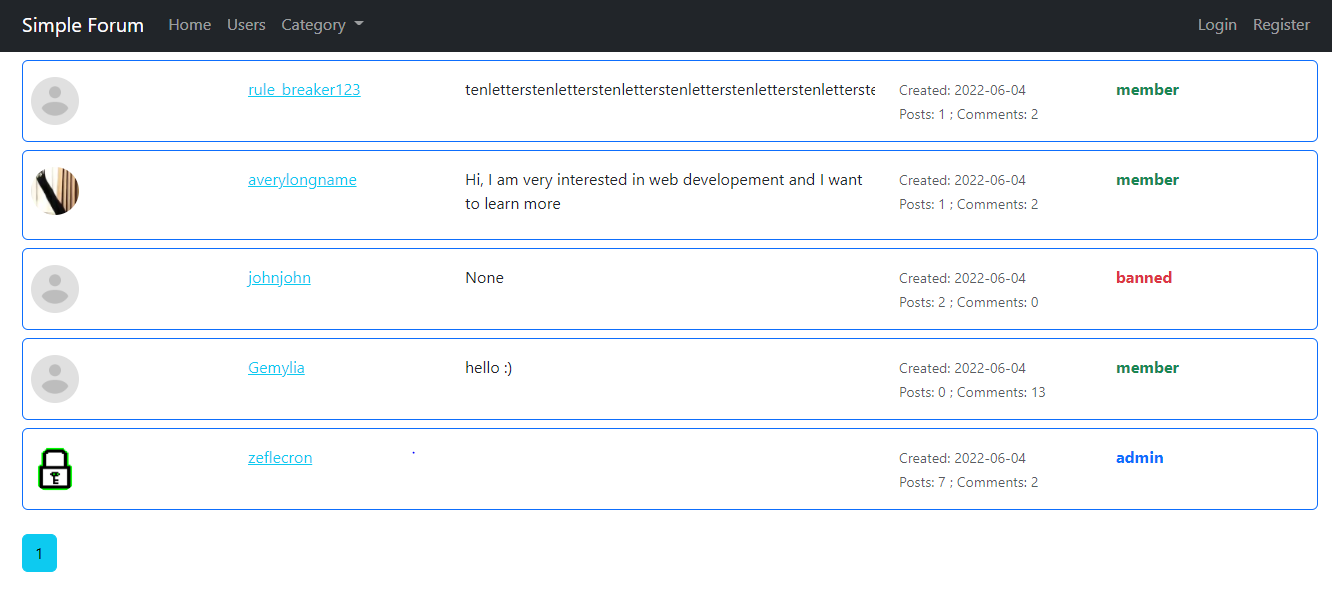 Simple Forum Home Users Category Login Register
rule_breaker123 tenletterstenletterstenletterstenletterstenletterstenletterste Created: 2022-06-04 member
Posts: 1 ; Comments: 2
averylongname Hi, I am very interested in web developement and I want Created: 2022-06-04 member
to learn more Posts: 1 ; Comments: 2
johnjohn None Created: 2022-06-04 banned
Posts: 2 ; Comments: 0
Gemylia hello :) Created: 2022-06-04 member
Posts: 0 ; Comments: 13
zeflecron Created: 2022-06-04 admin
E Posts: 7 ; Comments: 2
1